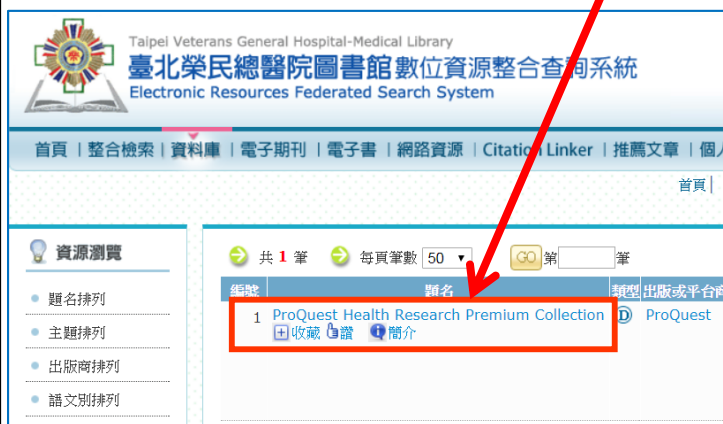 Taipei Veterans General Hospital-Medical Library
臺北榮民總醫院圖書館數位資源整合查詢系統
Electronic Resources Federated Search System
首頁 | 整合檢索 | 資料庫 | 電子期刊 | 電子書 | 網路資源 | Citation Linker | 推薦文章 | 個人
首頁 |
資源瀏覽
共 1 筆 每頁筆數 50 GO 第 筆
編號 題名 類型 出版或平台商
1 ProQuest Health Research Premium Collection D ProQuest
收藏 讚 簡介
題名排列
主題排列
出版商排列
語文別排列